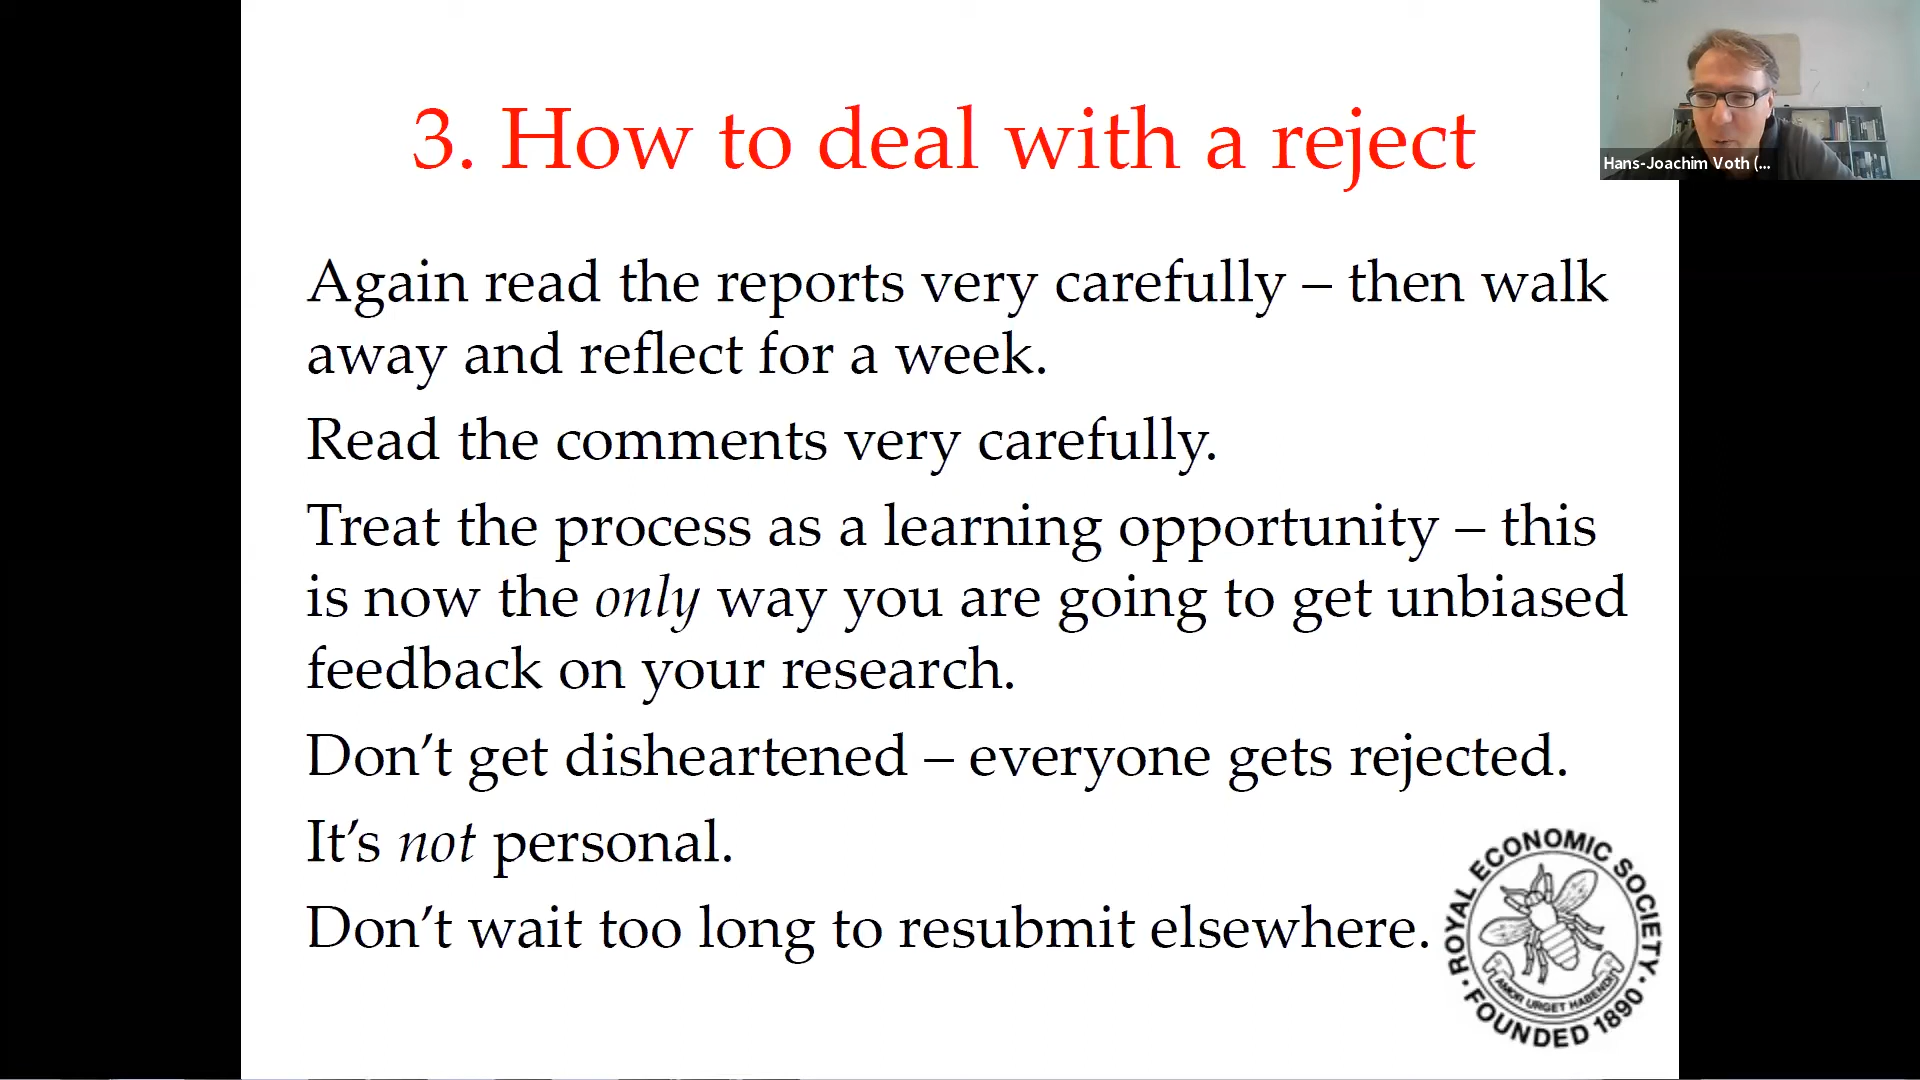 3. How to deal with a reject
Hans-Joachim Voth (...
Again read the reports very carefully – then walk
away and reflect for a week.
Read the comments very carefully.
Treat the process as a learning opportunity – this
is now the only way you are going to get unbiased
feedback on your research.
Don’t get disheartened – everyone gets rejected.
It’s not personal.
Don’t wait too long to resubmit elsewhere.
ROYAL ECONOMIC SOCIETY
AMOR URGET HABENDI
FOUNDED 1890